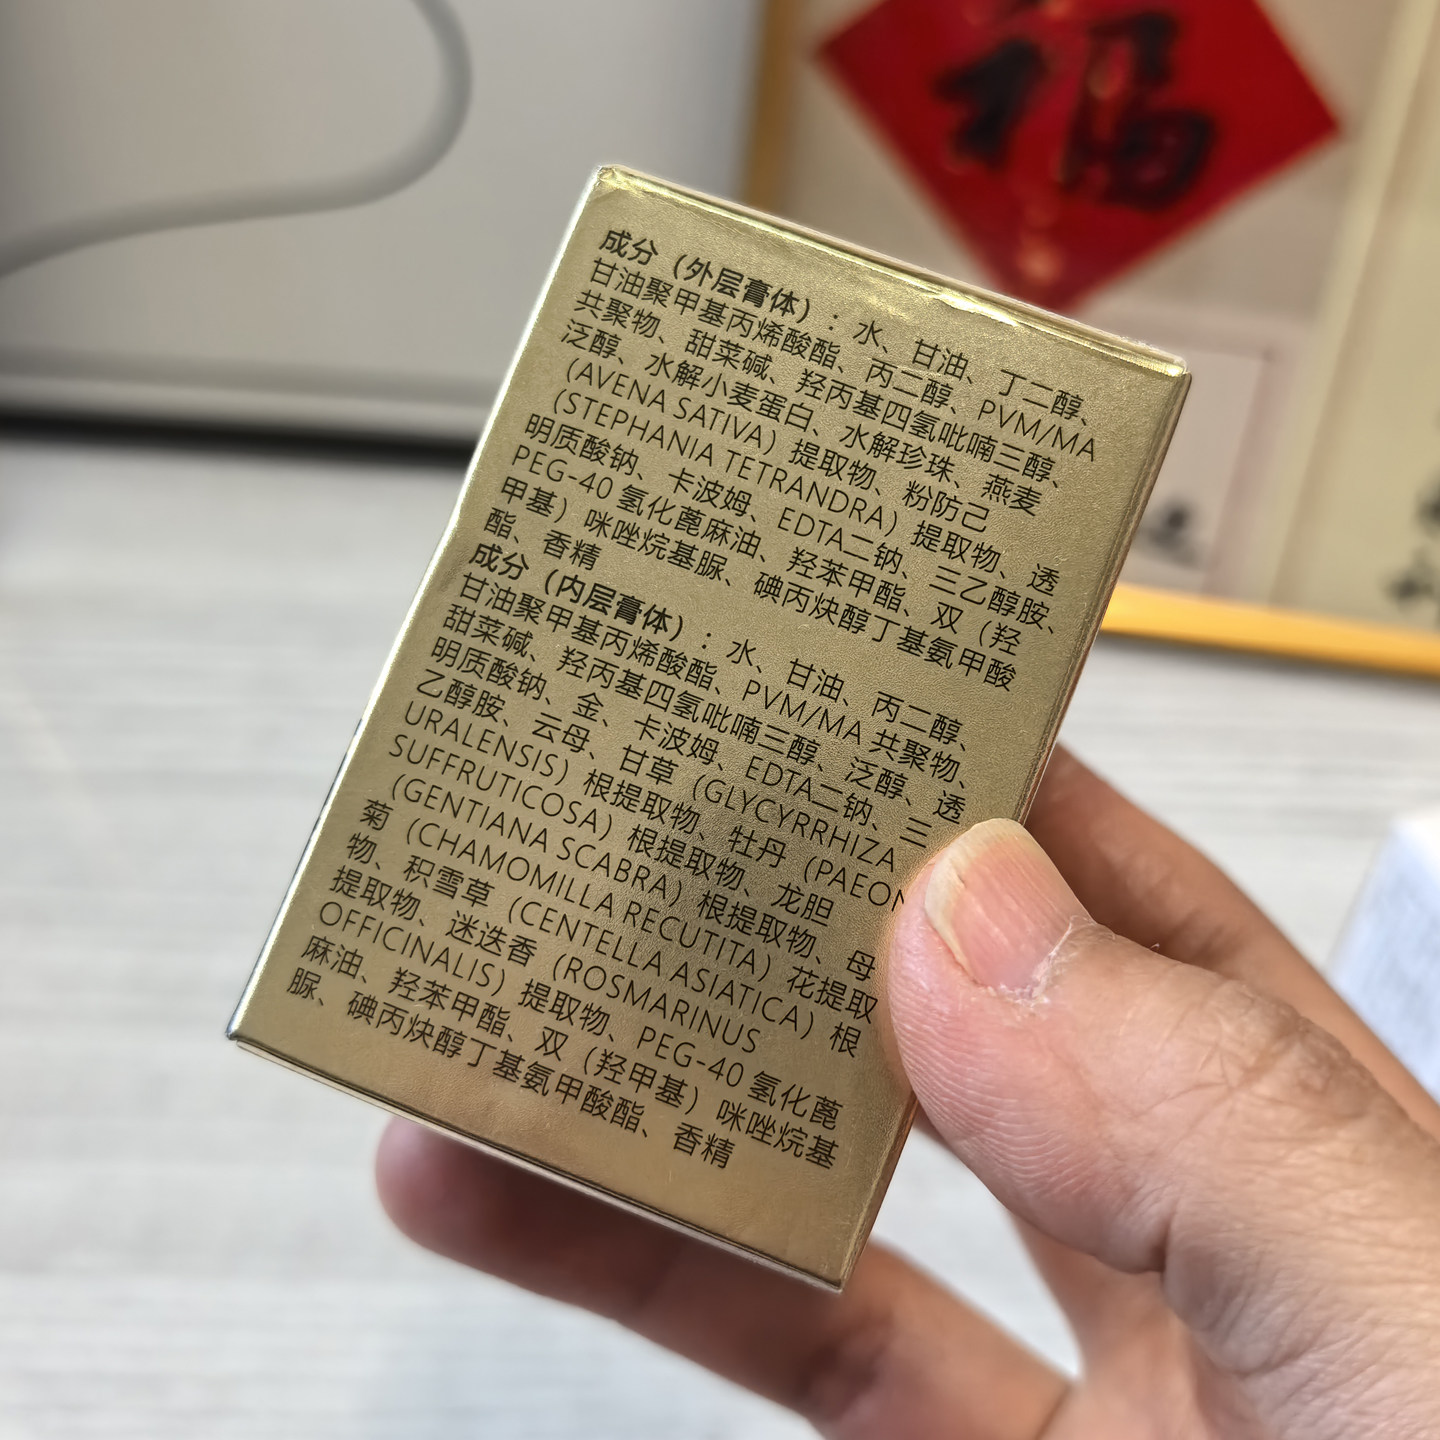 福
成分（外层膏体）: 水、甘油、丁二醇、
甘油聚甲基丙烯酸酯、丙二醇、PVM/MA
共聚物、甜菜碱、羟丙基四氢吡喃三醇、
泛醇、水解小麦蛋白、水解珍珠、燕麦
（AVENA SATIVA）提取物、粉防己
（STEPHANIA TETRANDRA）提取物、透
明质酸钠、卡波姆、EDTA二钠、三乙醇胺、
PEG-40 氢化蓖麻油、羟苯甲酯、双（羟
甲基）咪唑烷基脲、碘丙炔醇丁基氨甲酸
酯、香精
成分（内层膏体）: 水、甘油、丙二醇、
甘油聚甲基丙烯酸酯、PVM/MA 共聚物、
甜菜碱、羟丙基四氢吡喃三醇、泛醇、透
明质酸钠、金、卡波姆、EDTA二钠、三
乙醇胺、云母、甘草（GLYCYRRHIZA
URALENSIS）根提取物、牡丹（PAEON
SUFFRUTICOSA）根提取物、龙胆
（GENTIANA SCABRA）根提取物、母
菊（CHAMOMILLA RECUTITA）花提取
物、积雪草（CENTELLA ASIATICA）根
提取物、迷迭香（ROSMARINUS
OFFICINALIS）提取物、PEG-40 氢化蓖
麻油、羟苯甲酯、双（羟甲基）咪唑烷基
脲、碘丙炔醇丁基氨甲酸酯、香精